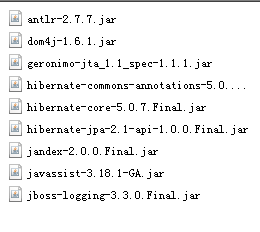 antlr-2.7.7.jar
dom4j-1.6.1.jar
geronimo-jta_1.1_spec-1.1.1.jar
hibernate-commons-annotations-5.0....
hibernate-core-5.0.7.Final.jar
hibernate-jpa-2.1-api-1.0.0.Final.jar
jandex-2.0.0.Final.jar
javassist-3.18.1-GA.jar
jboss-logging-3.3.0.Final.jar